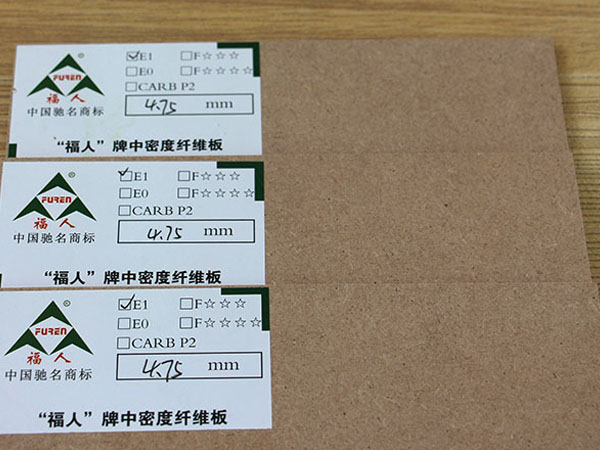 FUREN
®
福人
中国驰名商标
☑E1 ☐F☆☆☆
☐E0 ☐F☆☆☆☆
☐CARB P2
4.75 mm
“福人”牌中密度纤维板
FUREN
®
福人
中国驰名商标
☑E1 ☐F☆☆☆
☐E0 ☐F☆☆☆☆
☐CARB P2
4.75 mm
“福人”牌中密度纤维板
FUREN
®
福人
中国驰名商标
☑E1 ☐F☆☆☆
☐E0 ☐F☆☆☆☆
☐CARB P2
4.75 mm
“福人”牌中密度纤维板